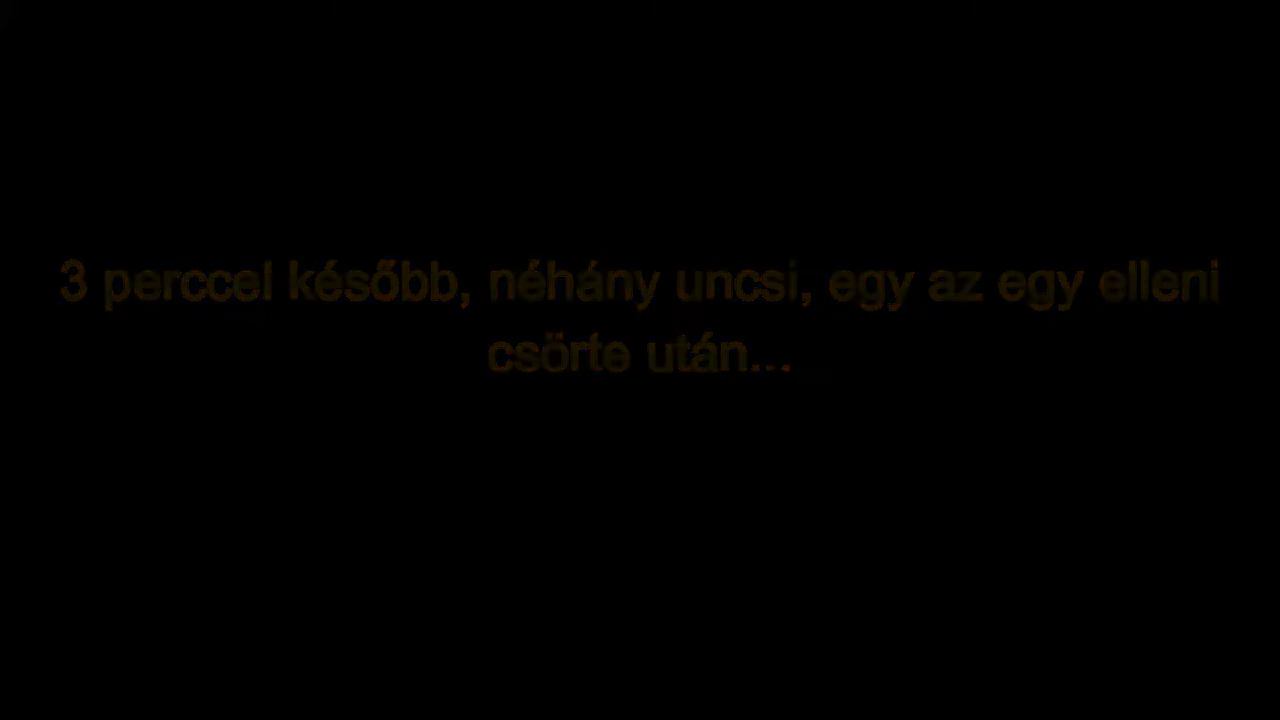 3 perccel később, néhány uncsi, egy az egy elleni
csörte után...